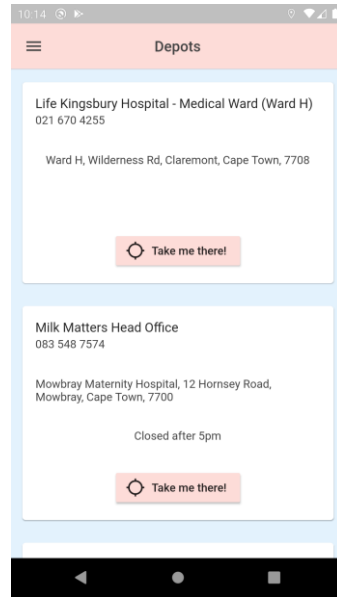 10:14
Depots
Life Kingsbury Hospital - Medical Ward (Ward H)
021 670 4255
Ward H, Wilderness Rd, Claremont, Cape Town, 7708
Take me there!
Milk Matters Head Office
083 548 7574
Mowbray Maternity Hospital, 12 Hornsey Road,
Mowbray, Cape Town, 7700
Closed after 5pm
Take me there!